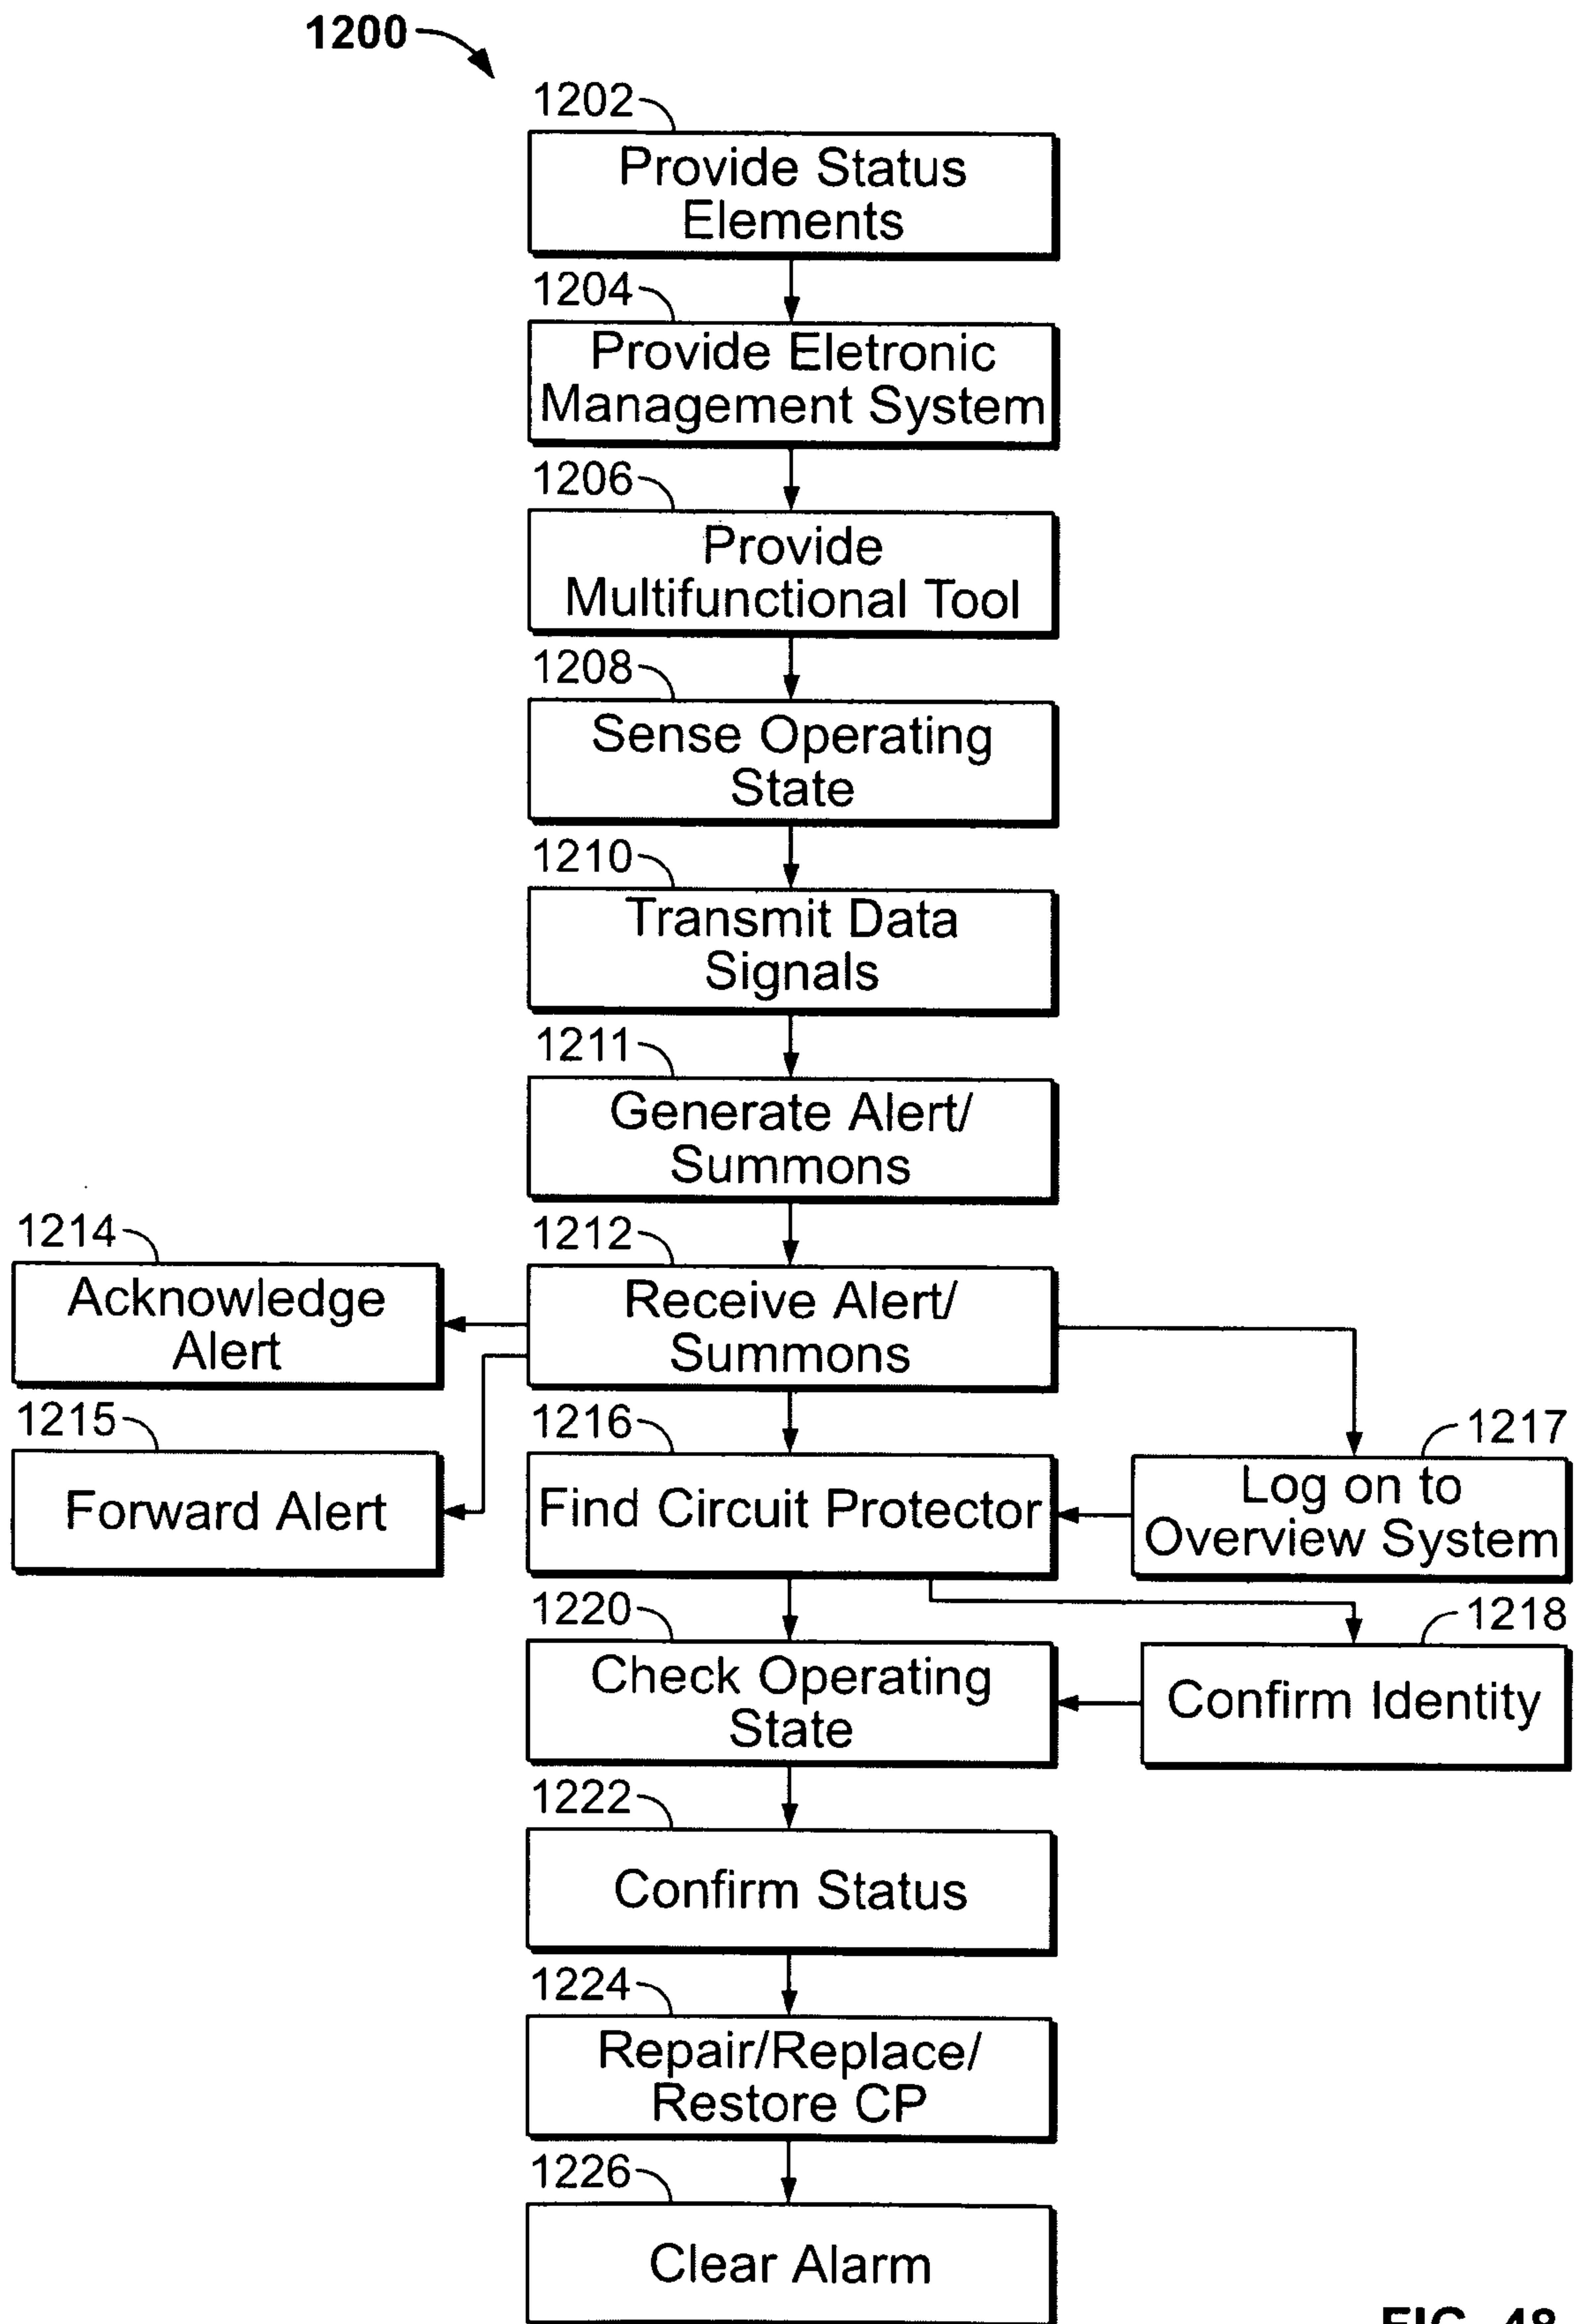 1200
1202
Provide Status
Elements
1204
Provide Eletronic
Management System
1206
Provide
Multifunctional Tool
1208
Sense Operating
State
1210
Transmit Data
Signals
1211
Generate Alert/
Summons
1214
Acknowledge
Alert
1212
Receive Alert/
Summons
1215
Forward Alert
1216
Find Circuit Protector
1217
Log on to
Overview System
1220
Check Operating
State
1218
Confirm Identity
1222
Confirm Status
1224
Repair/Replace/
Restore CP
1226
Clear Alarm
FIG. 48